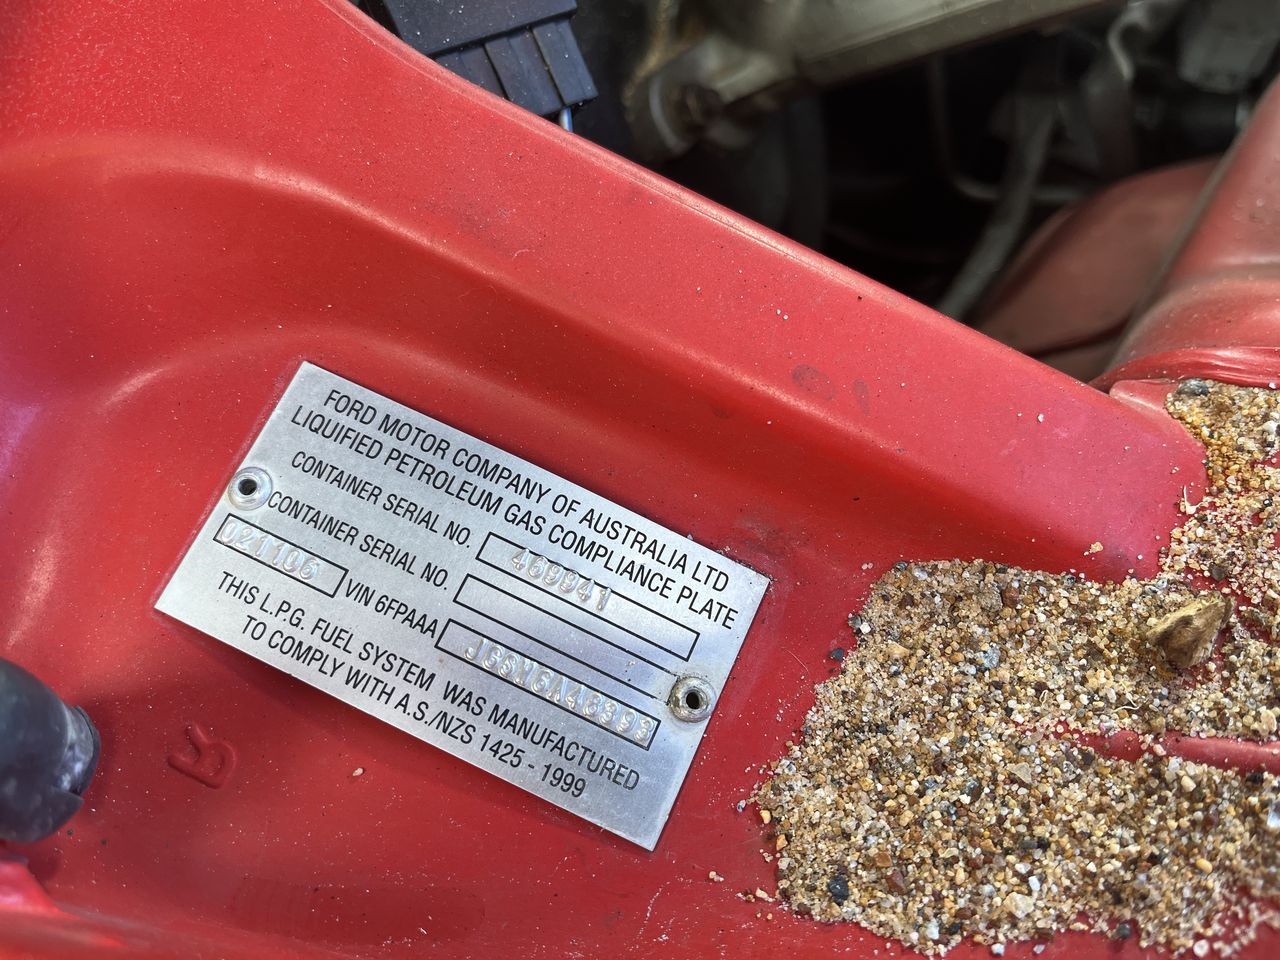 FORD MOTOR COMPANY OF AUSTRALIA LTD
LIQUIFIED PETROLEUM GAS COMPLIANCE PLATE
CONTAINER SERIAL NO. 469941
CONTAINER SERIAL NO.
021106 VIN 6FPAAA JGSW6A46393
THIS L.P.G. FUEL SYSTEM WAS MANUFACTURED
TO COMPLY WITH A.S./NZS 1425 - 1999
R